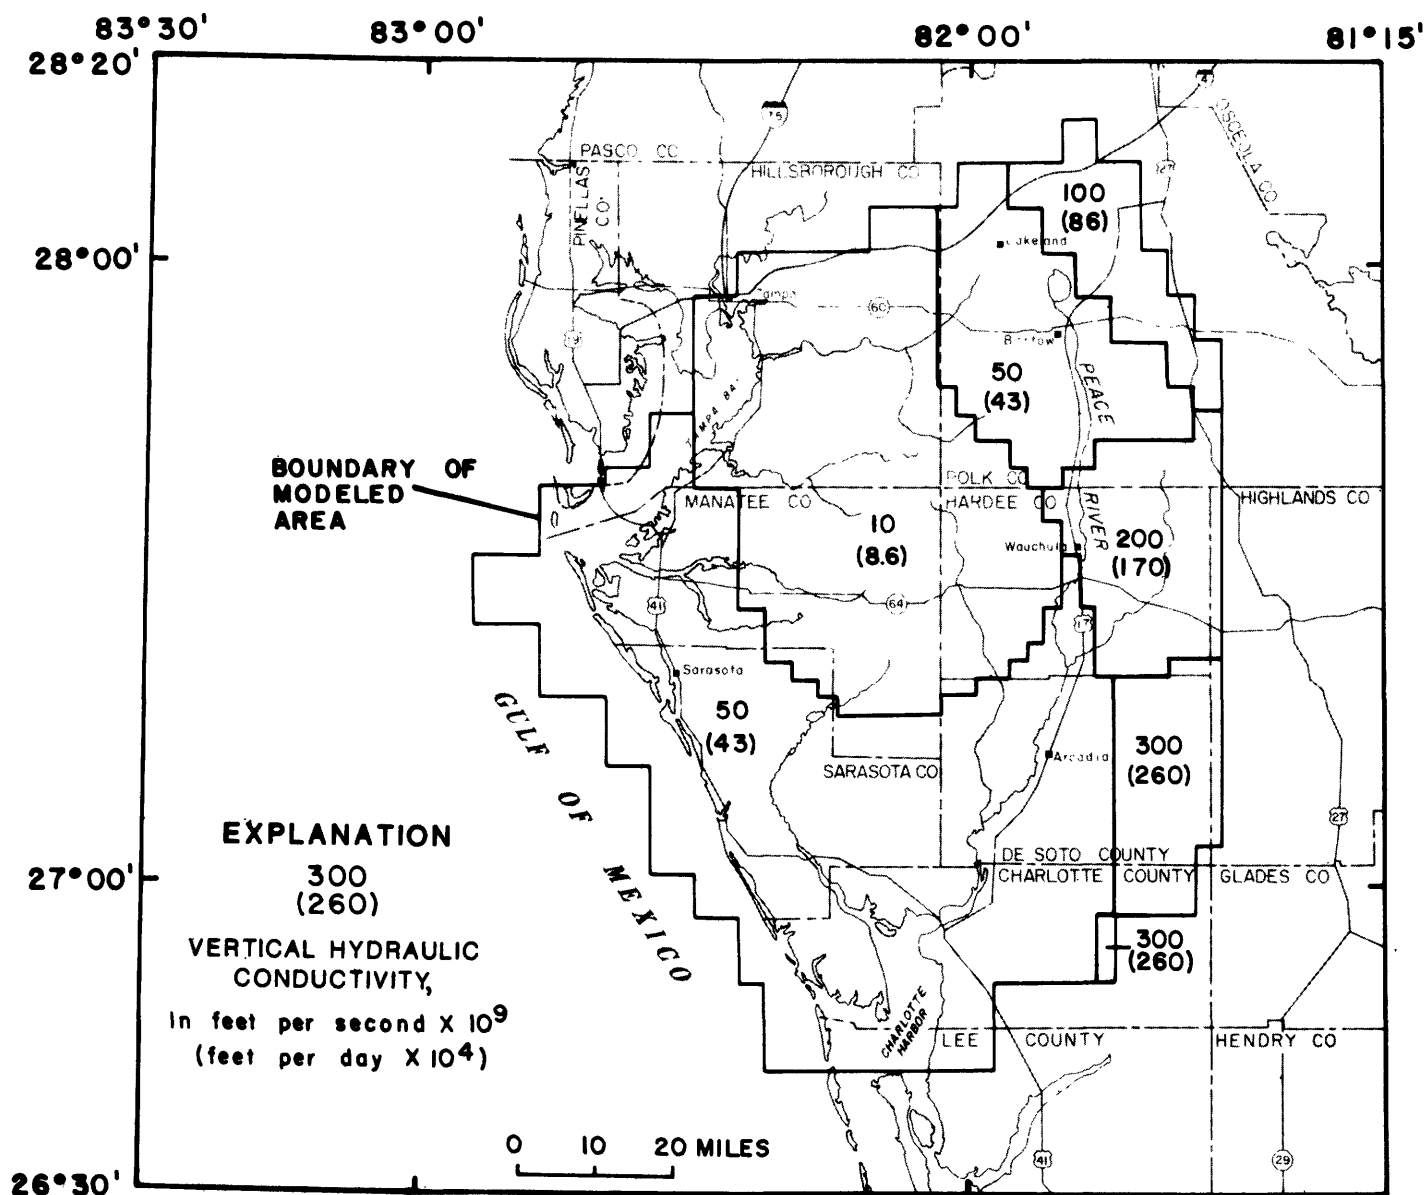 83°30'
83°00'
82°00'
81°15'
28°20'
4
75
OSCEOLA CO
PASCO CO
HILLSBOROUGH CO
27
PINELLAS CO.
100
(86)
Lakeland
28°00'
Tampa
60
19
Bartow
50
(43)
PEACE RIVER
TAMPA BAY
BOUNDARY OF
MODELED
AREA
POLK CO
MANATEE CO
HARDEE CO
HIGHLANDS CO
10
(8.6)
Wauchula
200
(170)
41
64
17
Sarasota
50
(43)
GULF OF MEXICO
300
(260)
Arcadia
SARASOTA CO
27
EXPLANATION
300
(260)
VERTICAL HYDRAULIC
CONDUCTIVITY,
In feet per second X 10⁹
(feet per day X 10⁴)
27°00'
DE SOTO COUNTY
CHARLOTTE COUNTY
GLADES CO
300
(260)
CHARLOTTE
HARBOR
LEE COUNTY
HENDRY CO
0 10 20 MILES
41
29
26°30'